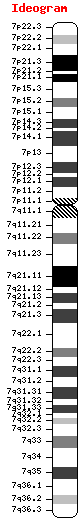 Ideogram
7p22.3
7p22.2
7p22.1
7p21.3
7p21.2
7p21.1
7p15.3
7p15.2
7p15.1
7p14.3
7p14.2
7p14.1
7p13
7p12.3
7p12.2
7p12.1
7p11.2
7p11.1
7q11.1
7q11.21
7q11.22
7q11.23
7q21.11
7q21.12
7q21.13
7q21.2
7q21.3
7q22.1
7q22.2
7q22.3
7q31.1
7q31.2
7q31.31
7q31.32
7q31.33
7q32.1
7q32.2
7q32.3
7q33
7q34
7q35
7q36.1
7q36.2
7q36.3